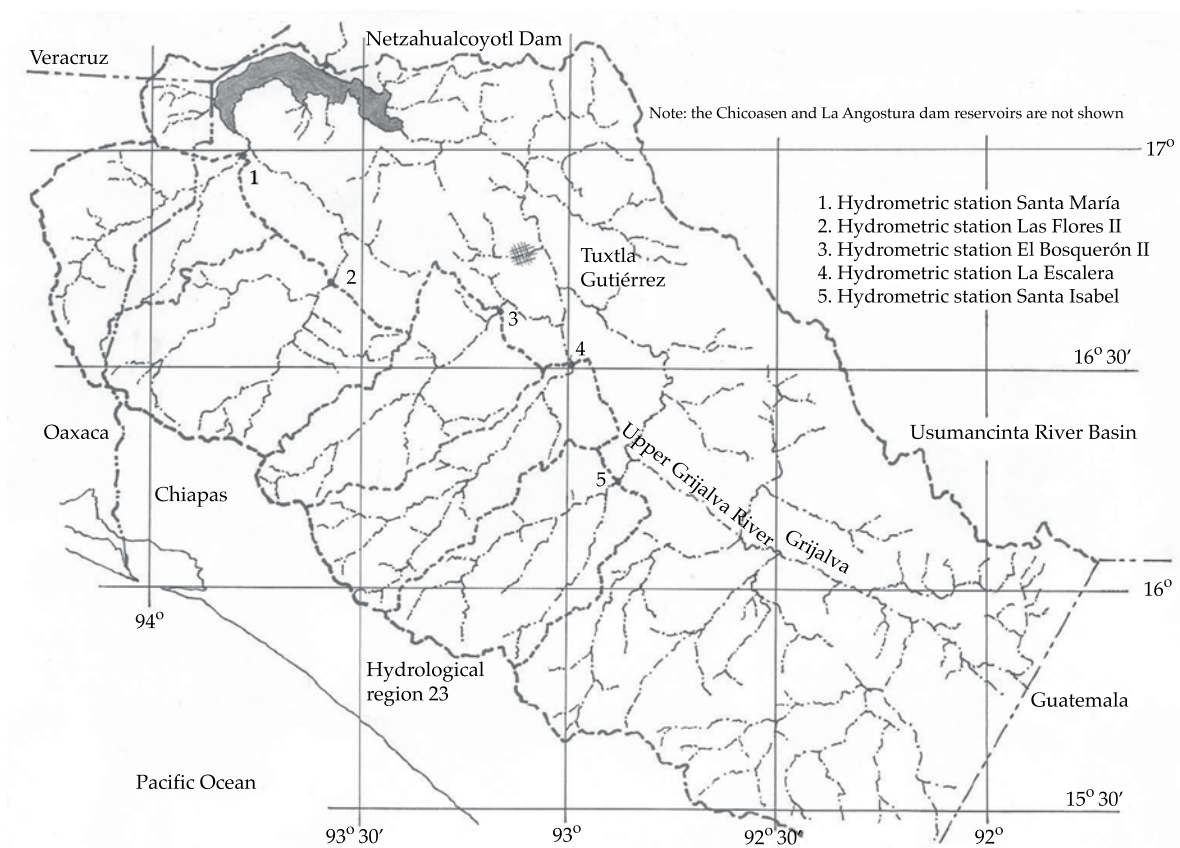 Netzahualcoyotl Dam
Veracruz
Note: the Chicoasen and La Angostura dam reservoirs are not shown
17°
1
1. Hydrometric station Santa María
2. Hydrometric station Las Flores II
3. Hydrometric station El Bosquerón II
4. Hydrometric station La Escalera
5. Hydrometric station Santa Isabel
Tuxtla
Gutiérrez
2
3
4
16° 30′
Oaxaca
Upper Grijalva River
Usumancinta River Basin
Chiapas
5
Grijalva
16°
94°
Hydrological
region 23
Guatemala
Pacific Ocean
15° 30′
93° 30′
93°
92° 30′
92°